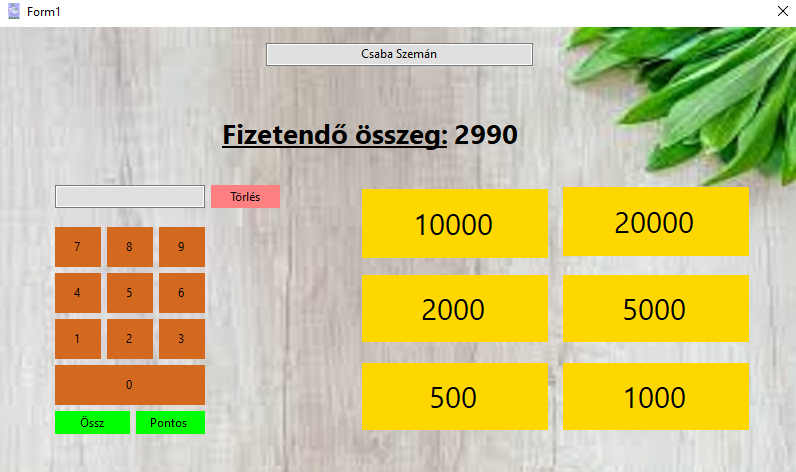 Form1
Csaba Szemán
Fizetendő összeg: 2990
Törlés
7 8 9
4 5 6
1 2 3
0
Össz Pontos
10000 20000
2000 5000
500 1000